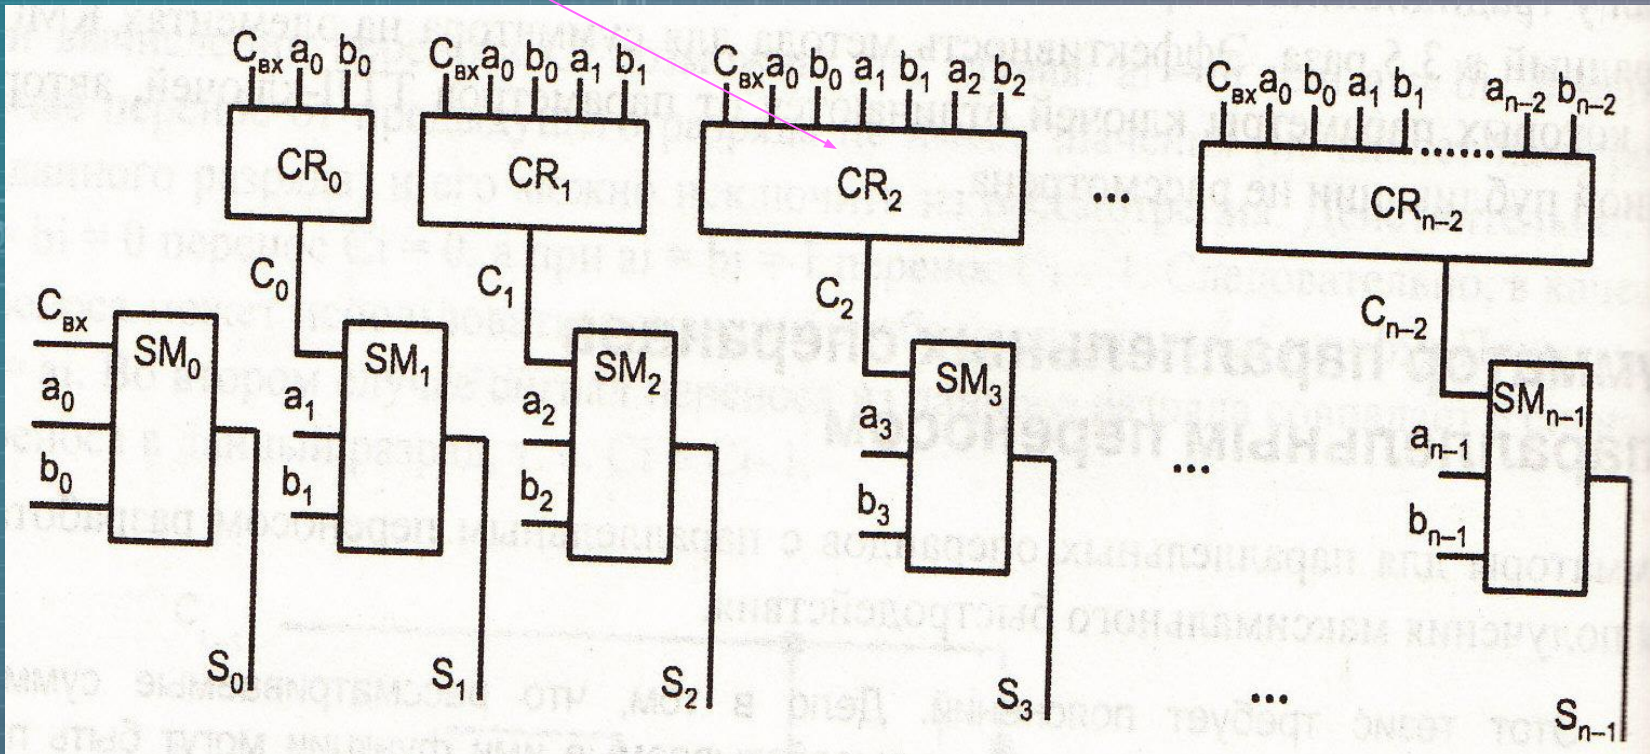 Cвх a0 b0
Cвх a0 b0 a1 b1
Cвх a0 b0 a1 b1 a2 b2
Cвх a0 b0 a1 b1 an–2 bn–2
CR0
CR1
CR2
...
CRn–2
C0
C1
C2
Cn–2
Cвх
a0
b0
SM0
S0
a1
b1
SM1
S1
a2
b2
SM2
S2
a3
b3
SM3
S3
...
an–1
bn–1
SMn–1
...
Sn–1